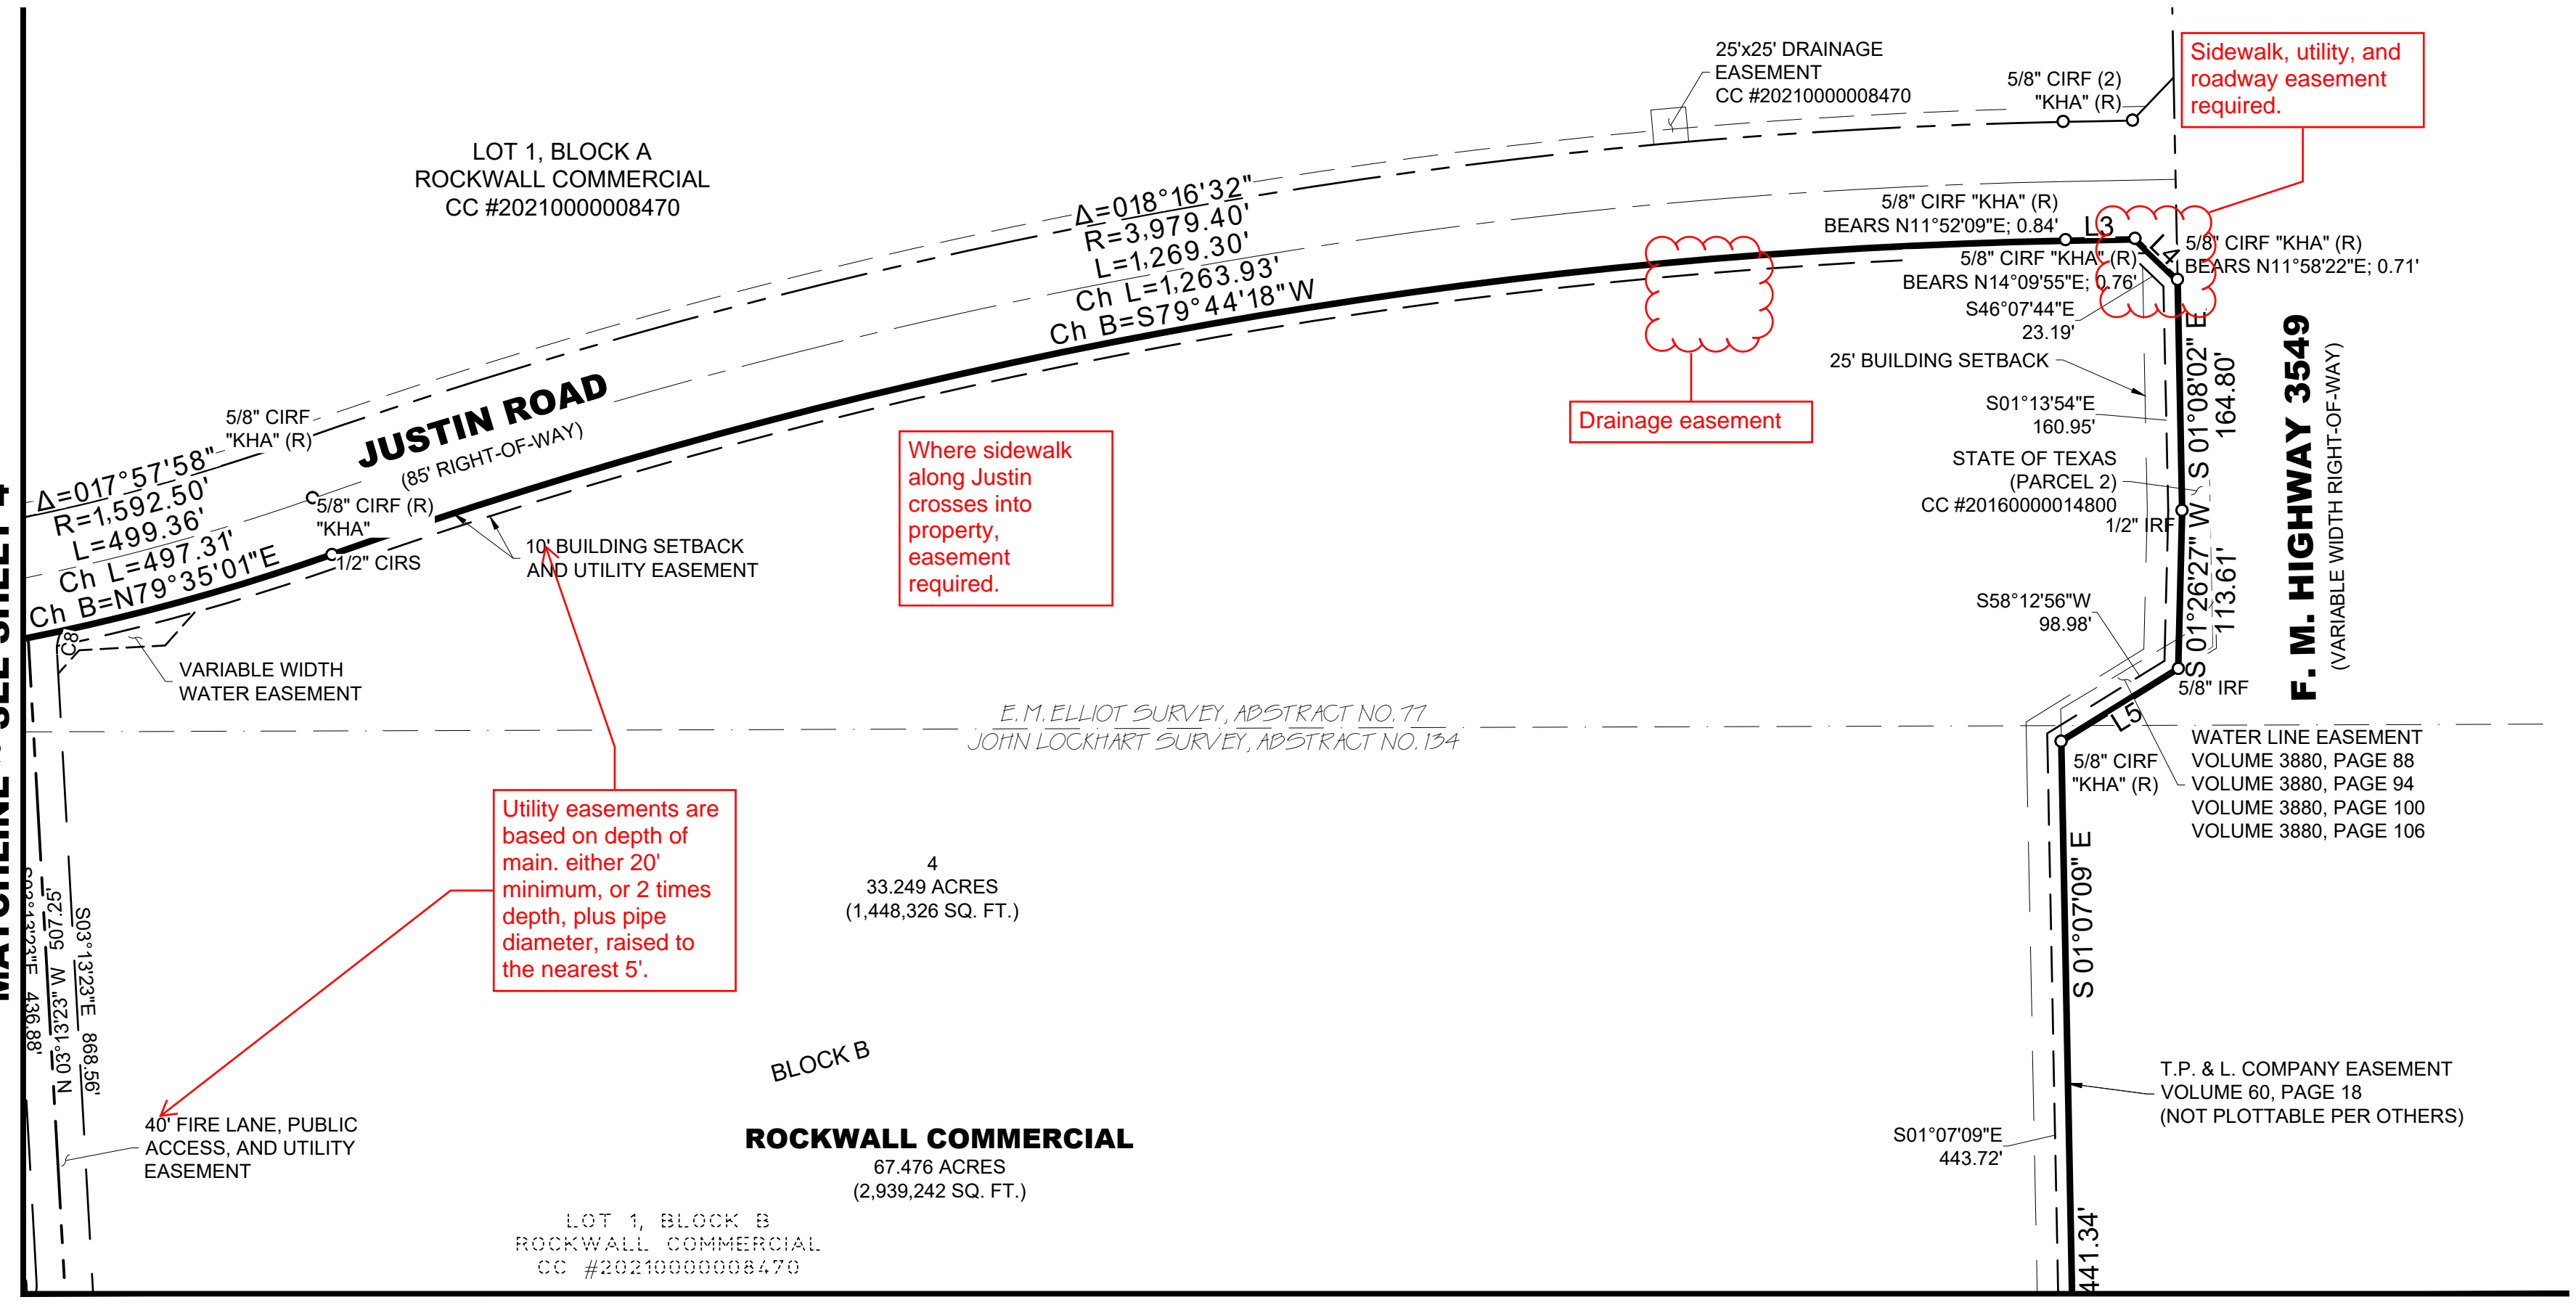 25'x25' DRAINAGE
EASEMENT
CC #20210000008470
5/8" CIRF (2)
"KHA" (R)
Sidewalk, utility, and
roadway easement
required.
LOT 1, BLOCK A
ROCKWALL COMMERCIAL
CC #20210000008470
Δ=018°16'32"
R=3,979.40'
L=1,269.30'
Ch L=1,263.93'
Ch B=S79°44'18"W
5/8" CIRF "KHA" (R)
BEARS N11°52'09"E; 0.84'
L3
L4
5/8" CIRF "KHA" (R)
BEARS N11°58'22"E; 0.71'
5/8" CIRF "KHA" (R)
BEARS N14°09'55"E; 0.76'
S46°07'44"E
23.19'
25' BUILDING SETBACK
S01°13'54"E
160.95'
STATE OF TEXAS
(PARCEL 2)
CC #20160000014800
1/2" IRF
S 01°08'02" E
164.80'
S 01°26'27" W
113.61'
F. M. HIGHWAY 3549
(VARIABLE WIDTH RIGHT-OF-WAY)
5/8" CIRF
"KHA" (R)
JUSTIN ROAD
(85' RIGHT-OF-WAY)
Δ=017°57'58"
R=1,592.50'
L=499.36'
Ch L=497.31'
Ch B=N79°35'01"E
5/8" CIRF (R)
"KHA"
1/2" CIRS
10' BUILDING SETBACK
AND UTILITY EASEMENT
Where sidewalk
along Justin
crosses into
property,
easement
required.
Drainage easement
C8
VARIABLE WIDTH
WATER EASEMENT
S58°12'56"W
98.98'
5/8" IRF
L5
E. M. ELLIOT SURVEY, ABSTRACT NO. 77
JOHN LOCKHART SURVEY, ABSTRACT NO. 134
5/8" CIRF
"KHA" (R)
WATER LINE EASEMENT
VOLUME 3880, PAGE 88
VOLUME 3880, PAGE 94
VOLUME 3880, PAGE 100
VOLUME 3880, PAGE 106
Utility easements are
based on depth of
main. either 20'
minimum, or 2 times
depth, plus pipe
diameter, raised to
the nearest 5'.
4
33.249 ACRES
(1,448,326 SQ. FT.)
S03°13'23"E 436.88'
N 03°13'23" W 507.25'
S03°13'23"E 868.56'
S 01°07'09" E
441.34'
BLOCK B
40' FIRE LANE, PUBLIC
ACCESS, AND UTILITY
EASEMENT
ROCKWALL COMMERCIAL
67.476 ACRES
(2,939,242 SQ. FT.)
S01°07'09"E
443.72'
T.P. & L. COMPANY EASEMENT
VOLUME 60, PAGE 18
(NOT PLOTTABLE PER OTHERS)
LOT 1, BLOCK B
ROCKWALL COMMERCIAL
CC #20210000008470